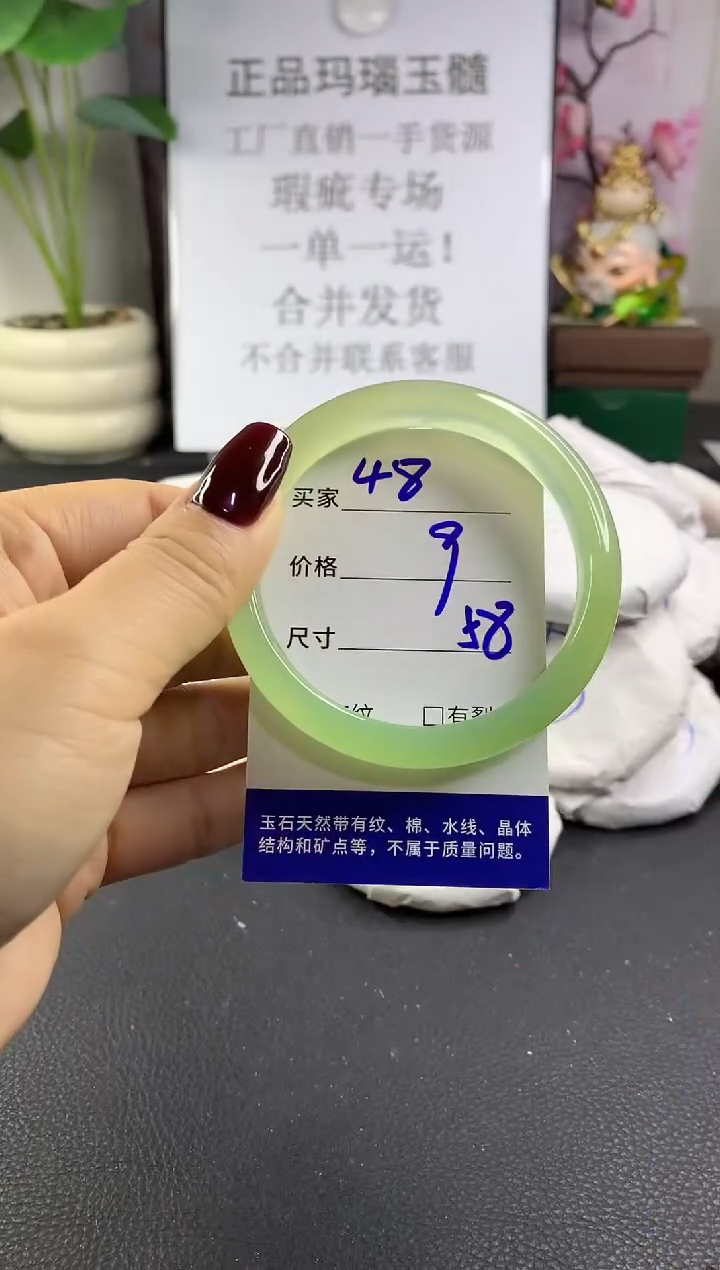 正品玛瑙玉髓
工厂直销一手货源
瑕疵专场
一单一运！
合并发货
不合并联系客服
买家 48
价格 9
尺寸 58
纹 □有裂
玉石天然带有纹、棉、水线、晶体
结构和矿点等，不属于质量问题。